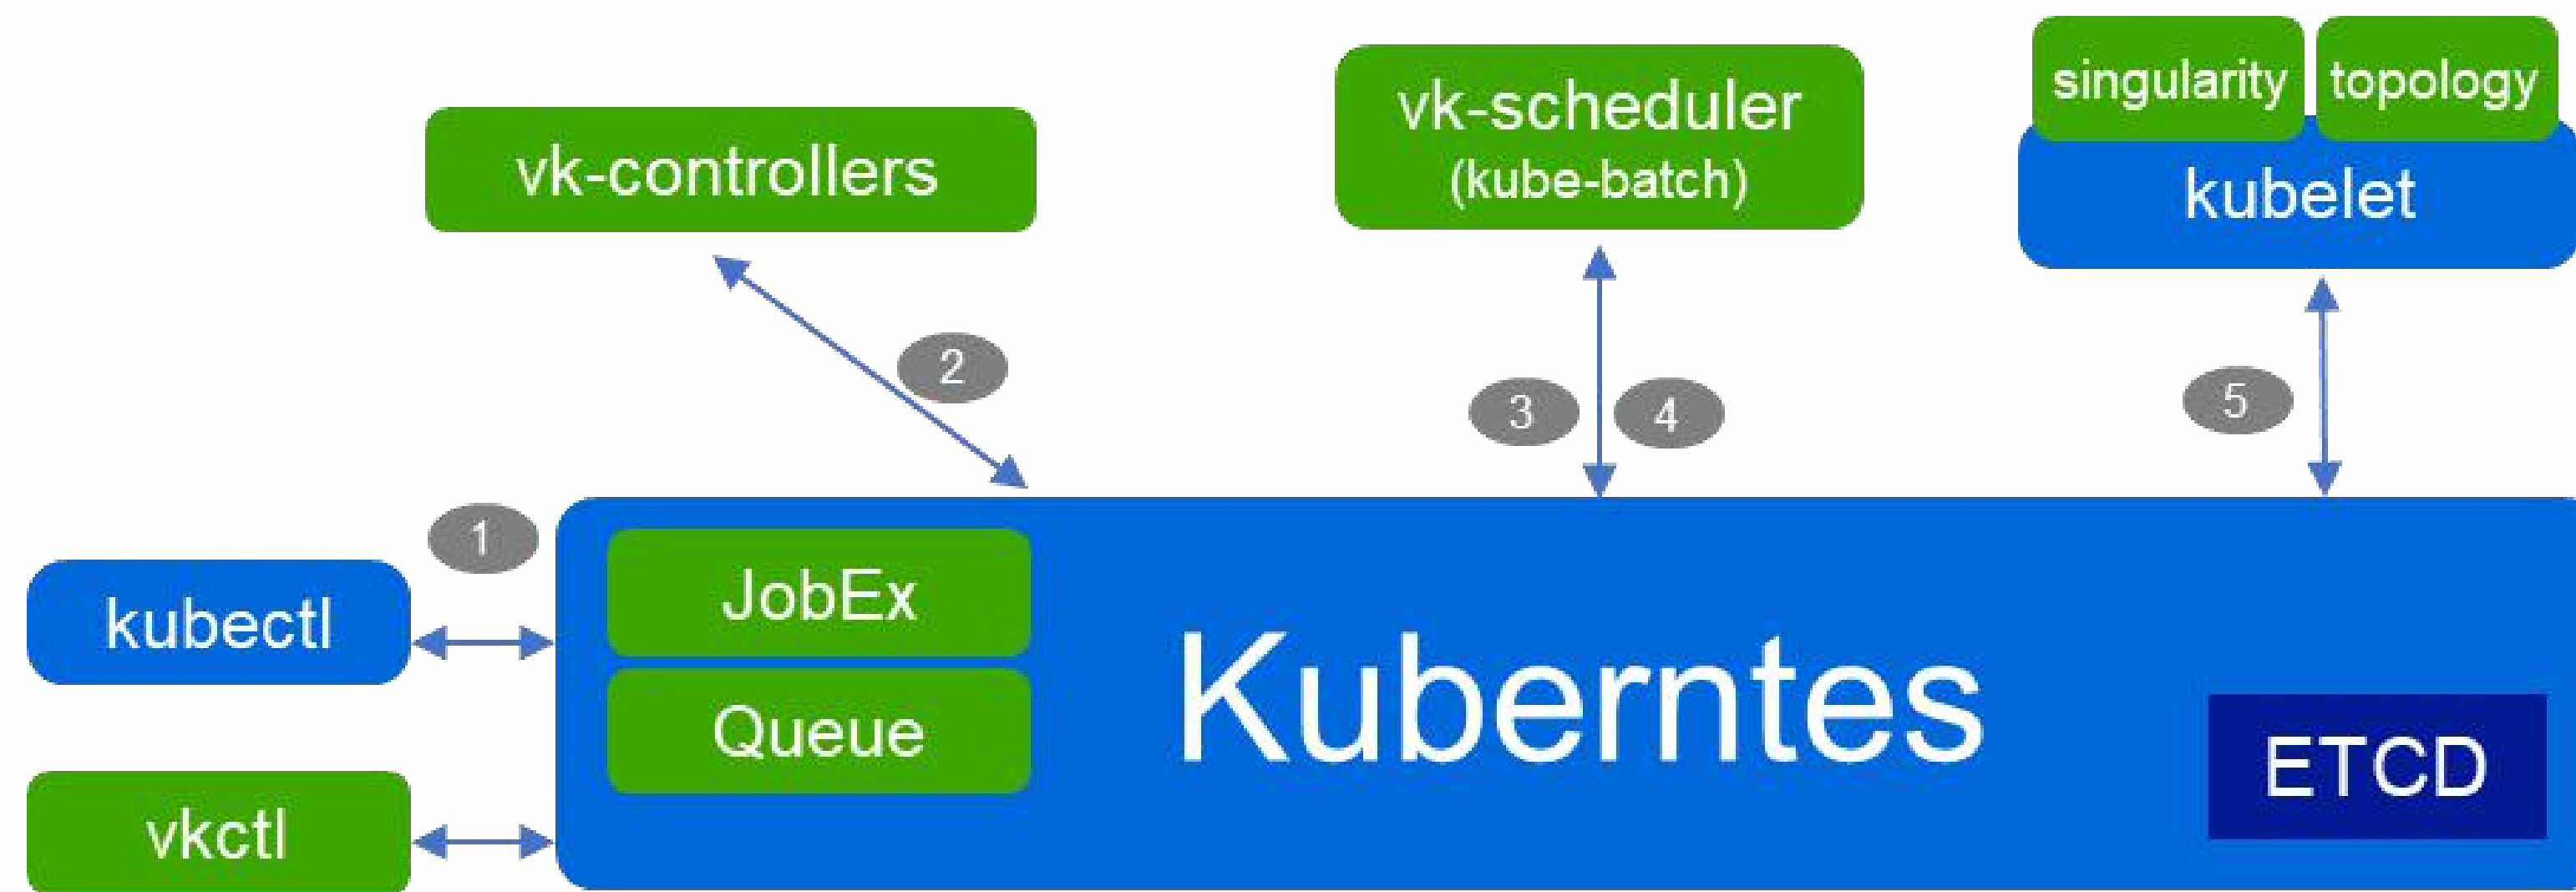 singularity
topology
vk-scheduler
(kube-batch)
vk-controllers
kubelet
2
3
4
5
1
JobEx
kubectl
Kuberntes
Queue
ETCD
vkctl